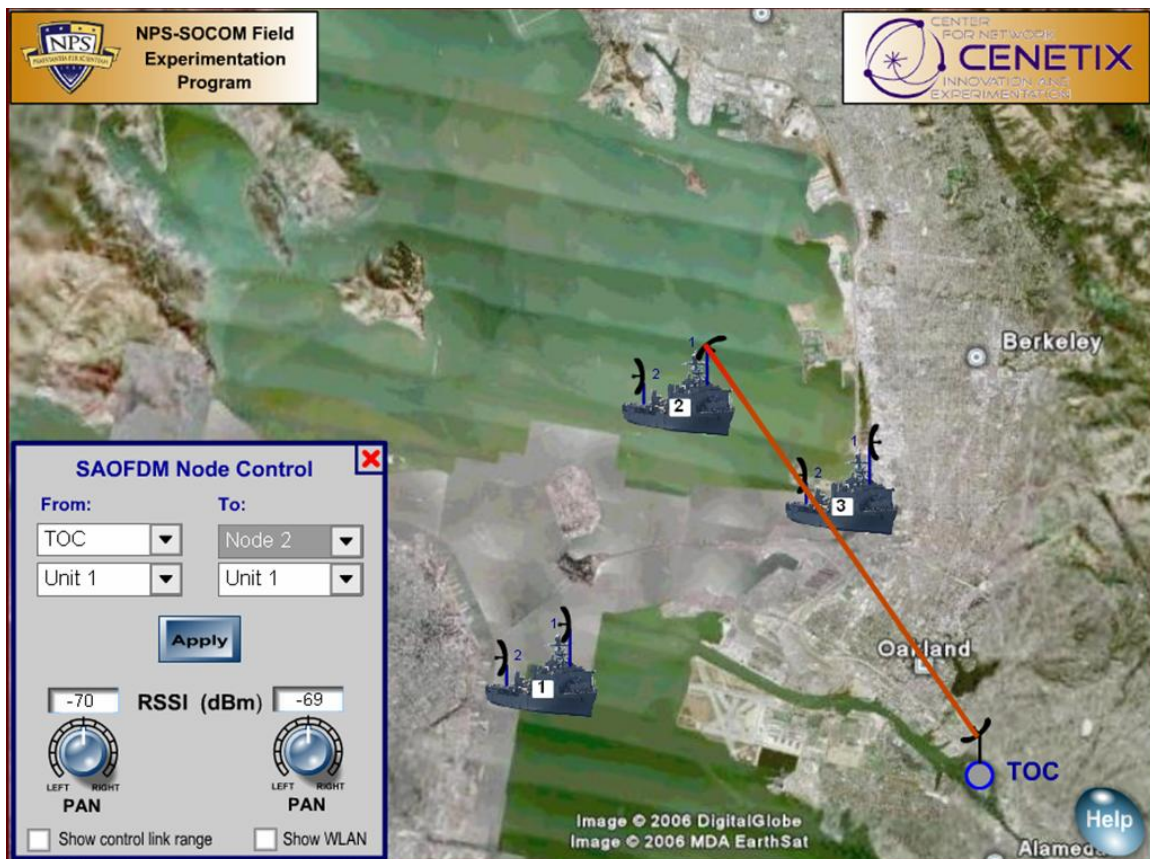 NPS-SOCOM Field
Experimentation
Program
NPS
CENTER
FOR NETWORK
CENETIX
INNOVATION AND
EXPERIMENTATION
Berkeley
1
2
2
1
2
3
Oakland
1
2
1
TOC
SAOFDM Node Control
From:
To:
TOC
Node 2
Unit 1
Unit 1
Apply
-70
RSSI (dBm)
-69
LEFT
RIGHT
LEFT
RIGHT
PAN
PAN
Show control link range
Show WLAN
Image © 2006 DigitalGlobe
Image © 2006 MDA EarthSat
Help
Alameda